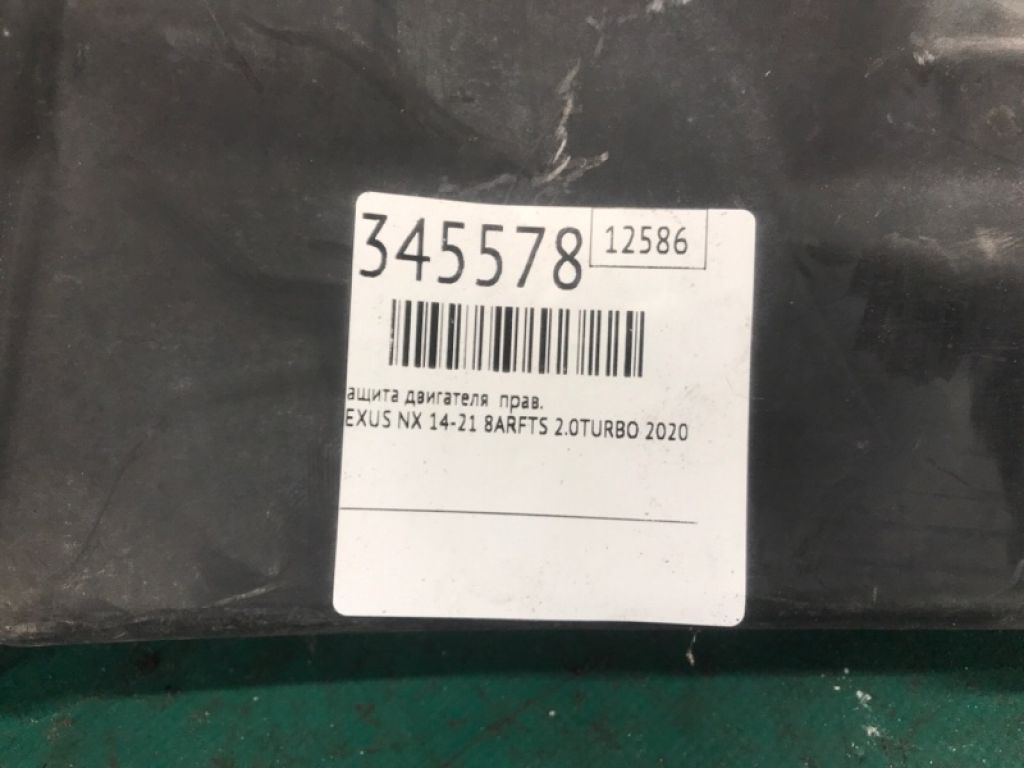 345578 12586
ащита двигателя прав.
EXUS NX 14-21 8ARFTS 2.0TURBO 2020